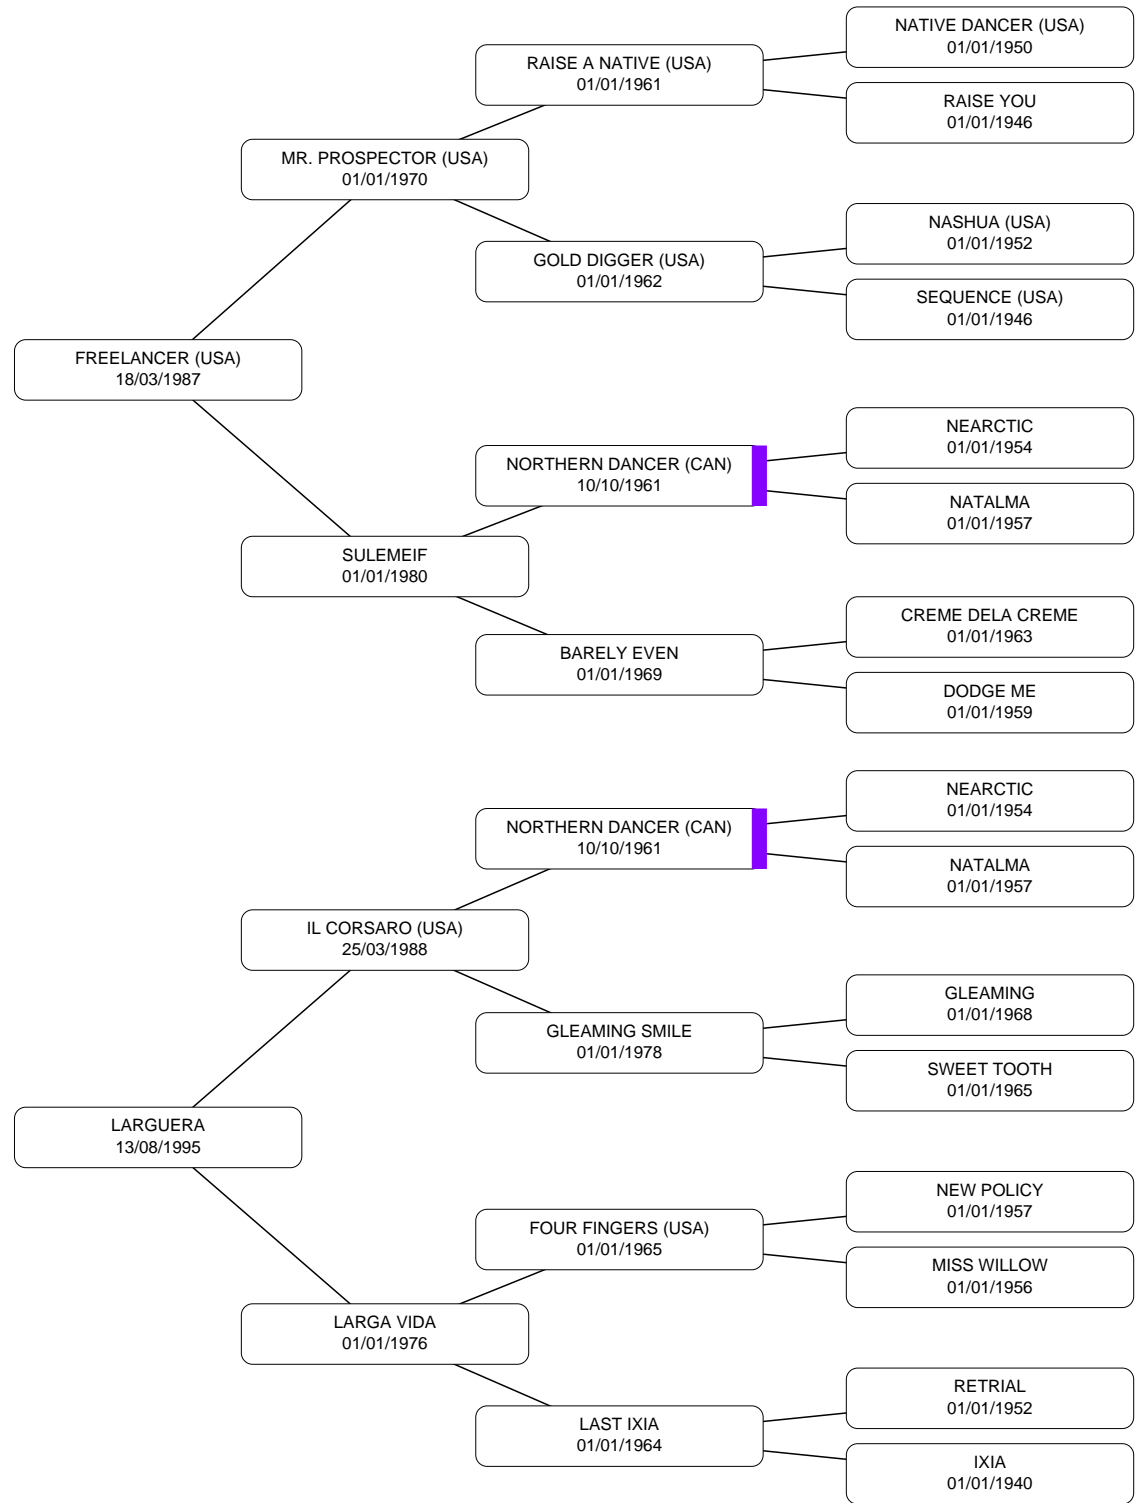 NATIVE DANCER (USA)
01/01/1950
RAISE A NATIVE (USA)
01/01/1961
RAISE YOU
01/01/1946
MR. PROSPECTOR (USA)
01/01/1970
NASHUA (USA)
01/01/1952
GOLD DIGGER (USA)
01/01/1962
SEQUENCE (USA)
01/01/1946
FREELANCER (USA)
18/03/1987
NEARCTIC
01/01/1954
NORTHERN DANCER (CAN)
10/10/1961
NATALMA
01/01/1957
SULEMEIF
01/01/1980
CREME DELA CREME
01/01/1963
BARELY EVEN
01/01/1969
DODGE ME
01/01/1959
NEARCTIC
01/01/1954
NORTHERN DANCER (CAN)
10/10/1961
NATALMA
01/01/1957
IL CORSARO (USA)
25/03/1988
GLEAMING
01/01/1968
GLEAMING SMILE
01/01/1978
SWEET TOOTH
01/01/1965
LARGUERA
13/08/1995
NEW POLICY
01/01/1957
FOUR FINGERS (USA)
01/01/1965
MISS WILLOW
01/01/1956
LARGA VIDA
01/01/1976
RETRIAL
01/01/1952
LAST IXIA
01/01/1964
IXIA
01/01/1940